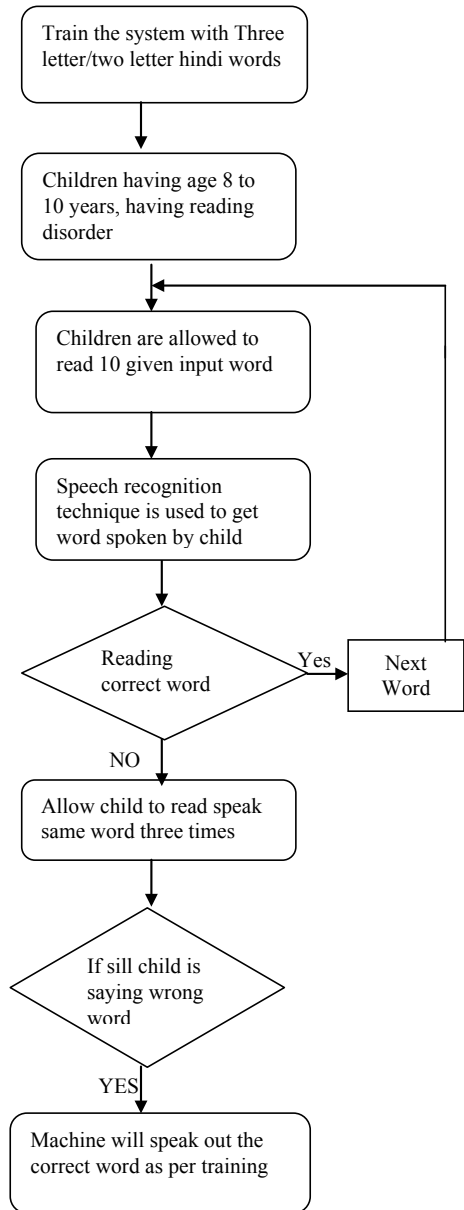 Train the system with Three
letter/two letter hindi words
Children having age 8 to
10 years, having reading
disorder
Children are allowed to
read 10 given input word
Speech recognition
technique is used to get
word spoken by child
Reading
correct word
Yes
Next
Word
NO
Allow child to read speak
same word three times
If sill child is
saying wrong
word
YES
Machine will speak out the
correct word as per training